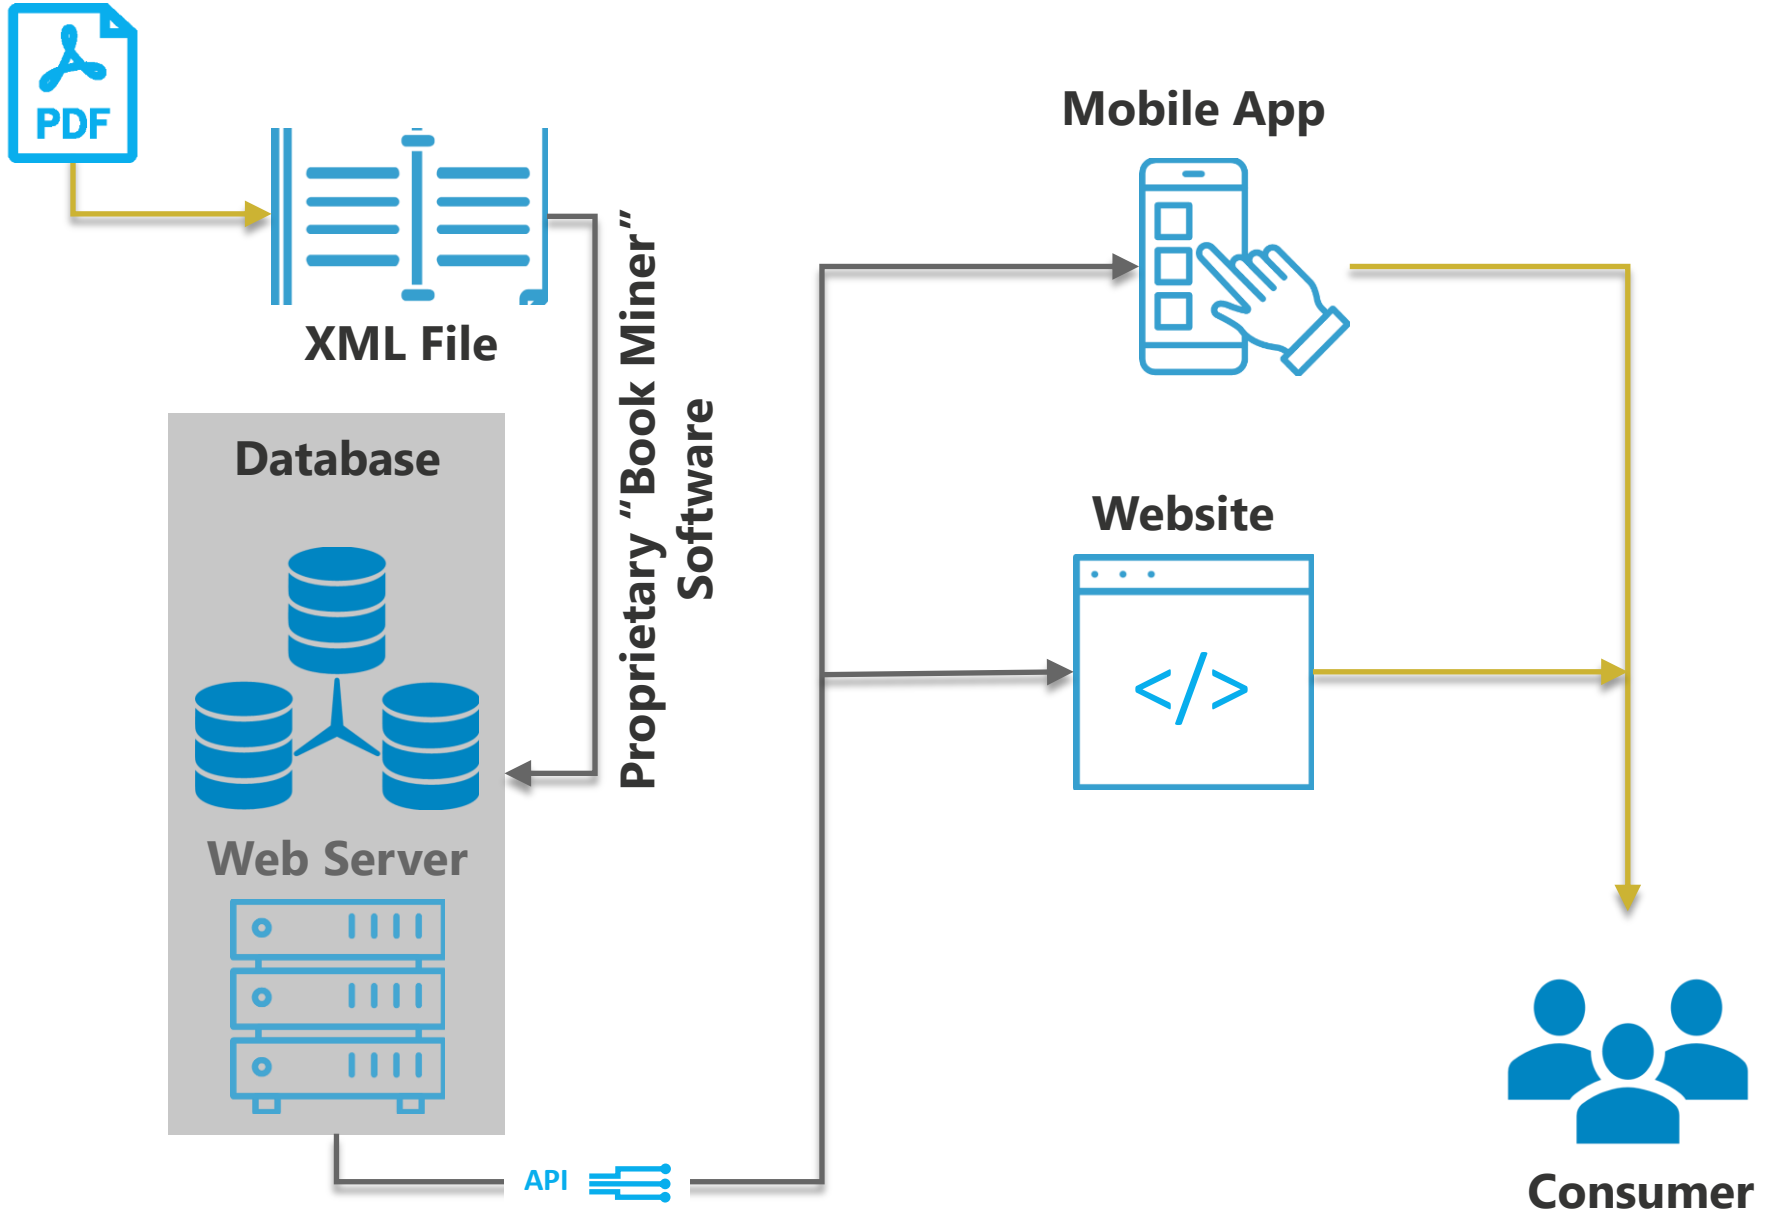 PDF
XML File
Proprietary “Book Miner”
Software
Database
Web Server
API
Mobile App
Website
</>
Consumer